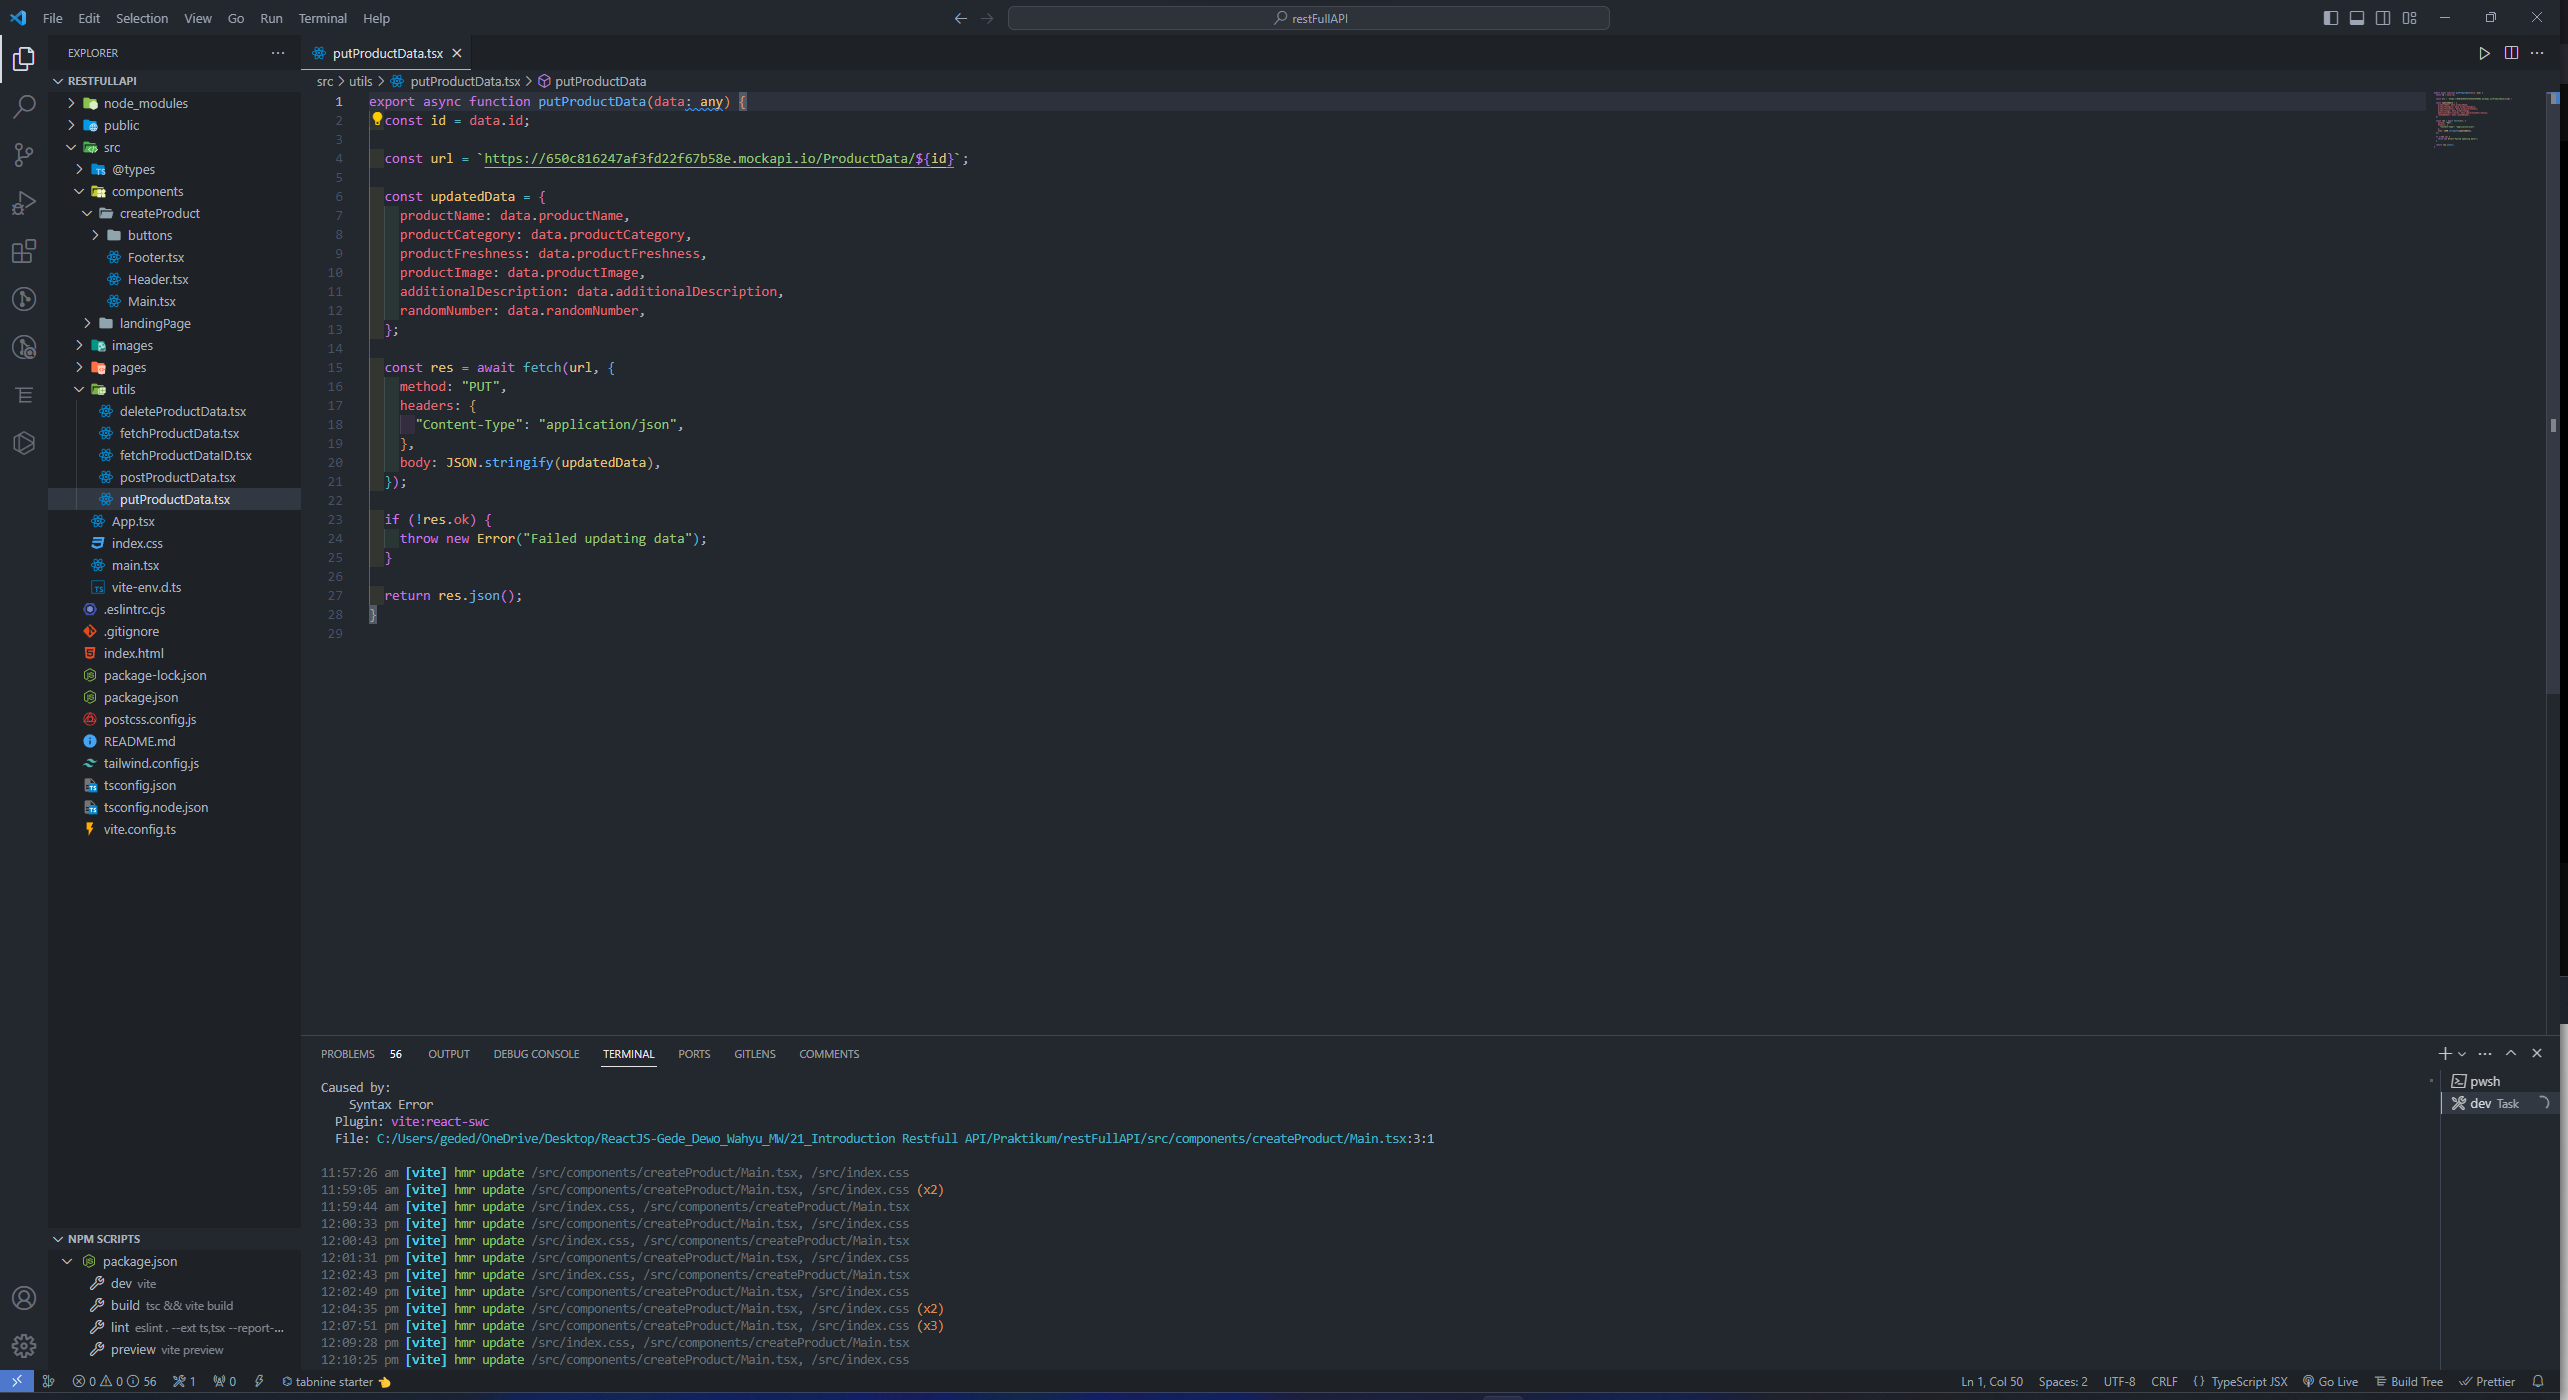 File Edit Selection View Go Run Terminal Help
restFullAPI
EXPLORER
RESTFULLAPI
node_modules
public
src
@types
components
createProduct
buttons
Footer.tsx
Header.tsx
Main.tsx
landingPage
images
pages
utils
deleteProductData.tsx
fetchProductData.tsx
fetchProductDataID.tsx
postProductData.tsx
putProductData.tsx
App.tsx
index.css
main.tsx
vite-env.d.ts
.eslintrc.cjs
.gitignore
index.html
package-lock.json
package.json
postcss.config.js
README.md
tailwind.config.js
tsconfig.json
tsconfig.node.json
vite.config.ts
NPM SCRIPTS
package.json
dev vite
build tsc && vite build
lint eslint . --ext ts,tsx --report-...
preview vite preview
putProductData.tsx
src > utils > putProductData.tsx > putProductData
1 export async function putProductData(data: any) {
2 const id = data.id;
3
4 const url = `https://650c816247af3fd22f67b58e.mockapi.io/ProductData/${id}`;
5
6 const updatedData = {
7 productName: data.productName,
8 productCategory: data.productCategory,
9 productFreshness: data.productFreshness,
10 productImage: data.productImage,
11 additionalDescription: data.additionalDescription,
12 randomNumber: data.randomNumber,
13 };
14
15 const res = await fetch(url, {
16 method: "PUT",
17 headers: {
18 "Content-Type": "application/json",
19 },
20 body: JSON.stringify(updatedData),
21 });
22
23 if (!res.ok) {
24 throw new Error("Failed updating data");
25 }
26
27 return res.json();
28 }
29
PROBLEMS 56 OUTPUT DEBUG CONSOLE TERMINAL PORTS GITLENS COMMENTS
Caused by:
Syntax Error
Plugin: vite:react-swc
File: C:/Users/geded/OneDrive/Desktop/ReactJS-Gede_Dewo_Wahyu_MW/21_Introduction Restfull API/Praktikum/restFullAPI/src/components/createProduct/Main.tsx:3:1
11:57:26 am [vite] hmr update /src/components/createProduct/Main.tsx, /src/index.css
11:59:05 am [vite] hmr update /src/components/createProduct/Main.tsx, /src/index.css (x2)
11:59:44 am [vite] hmr update /src/index.css, /src/components/createProduct/Main.tsx
12:00:33 pm [vite] hmr update /src/components/createProduct/Main.tsx, /src/index.css
12:00:43 pm [vite] hmr update /src/index.css, /src/components/createProduct/Main.tsx
12:01:31 pm [vite] hmr update /src/components/createProduct/Main.tsx, /src/index.css
12:02:43 pm [vite] hmr update /src/index.css, /src/components/createProduct/Main.tsx
12:02:49 pm [vite] hmr update /src/components/createProduct/Main.tsx, /src/index.css
12:04:35 pm [vite] hmr update /src/components/createProduct/Main.tsx, /src/index.css (x2)
12:07:51 pm [vite] hmr update /src/components/createProduct/Main.tsx, /src/index.css (x3)
12:09:28 pm [vite] hmr update /src/index.css, /src/components/createProduct/Main.tsx
12:10:25 pm [vite] hmr update /src/components/createProduct/Main.tsx, /src/index.css
pwsh
dev Task
0 0 56 1 0 tabnine starter
Ln 1, Col 50 Spaces: 2 UTF-8 CRLF {} TypeScript JSX Go Live Build Tree Prettier